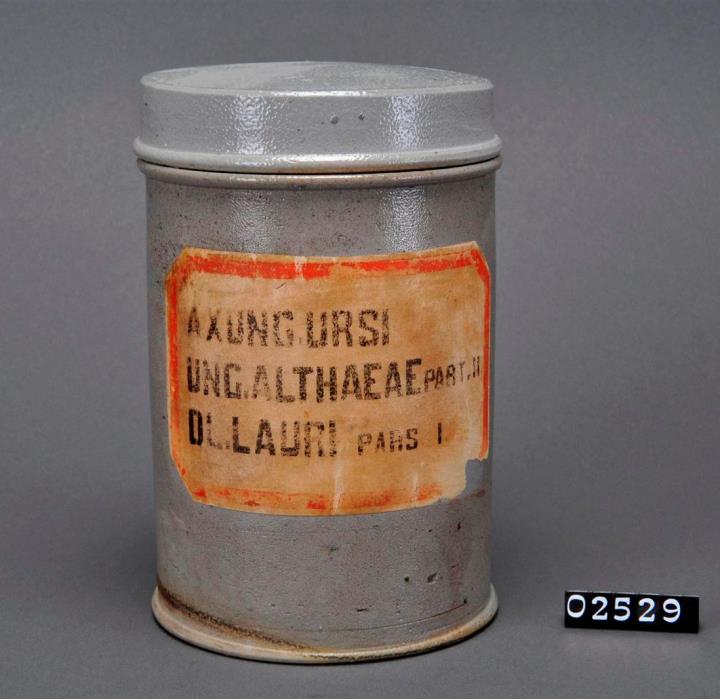 AXUNG.URSI
UNG.ALTHAEAE PART.II
OL.LAURI PARS I
02529